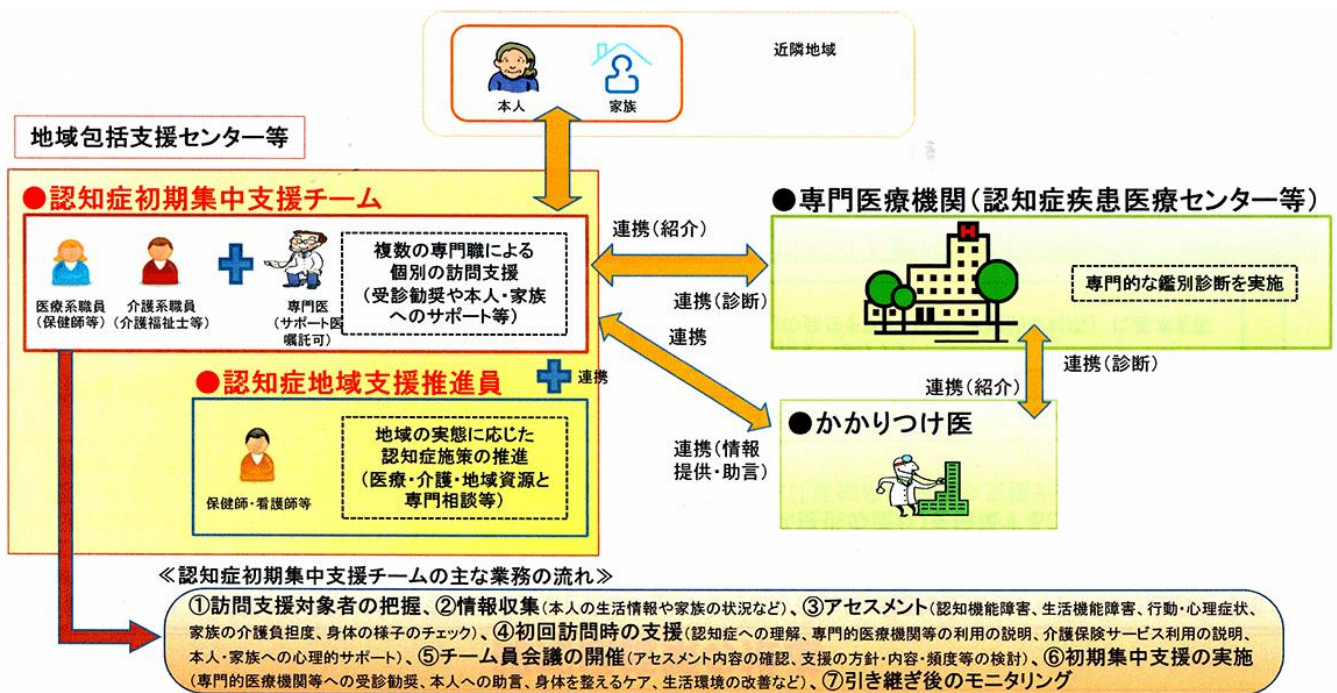 近隣地域
本人
家族
地域包括支援センター等
●認知症初期集中支援チーム
医療系職員
(保健師等)
介護系職員
(介護福祉士等)
専門医
(サポート医
嘱託可)
複数の専門職による
個別の訪問支援
(受診勧奨や本人・家族
へのサポート等)
●認知症地域支援推進員
連携
保健師・看護師等
地域の実態に応じた
認知症施策の推進
(医療・介護・地域資源と
専門相談等)
連携(紹介)
連携(診断)
連携
連携(情報
提供・助言)
●専門医療機関(認知症疾患医療センター等)
H
専門的な鑑別診断を実施
連携(紹介)
連携(診断)
●かかりつけ医
≪認知症初期集中支援チームの主な業務の流れ≫
①訪問支援対象者の把握、②情報収集(本人の生活情報や家族の状況など)、③アセスメント(認知機能障害、生活機能障害、行動・心理症状、
家族の介護負担度、身体の様子のチェック)、④初回訪問時の支援(認知症への理解、専門的医療機関等の利用の説明、介護保険サービス利用の説明、
本人・家族への心理的サポート)、⑤チーム員会議の開催(アセスメント内容の確認、支援の方針・内容・頻度等の検討)、⑥初期集中支援の実施
(専門的医療機関等への受診勧奨、本人への助言、身体を整えるケア、生活環境の改善など)、⑦引き継ぎ後のモニタリング